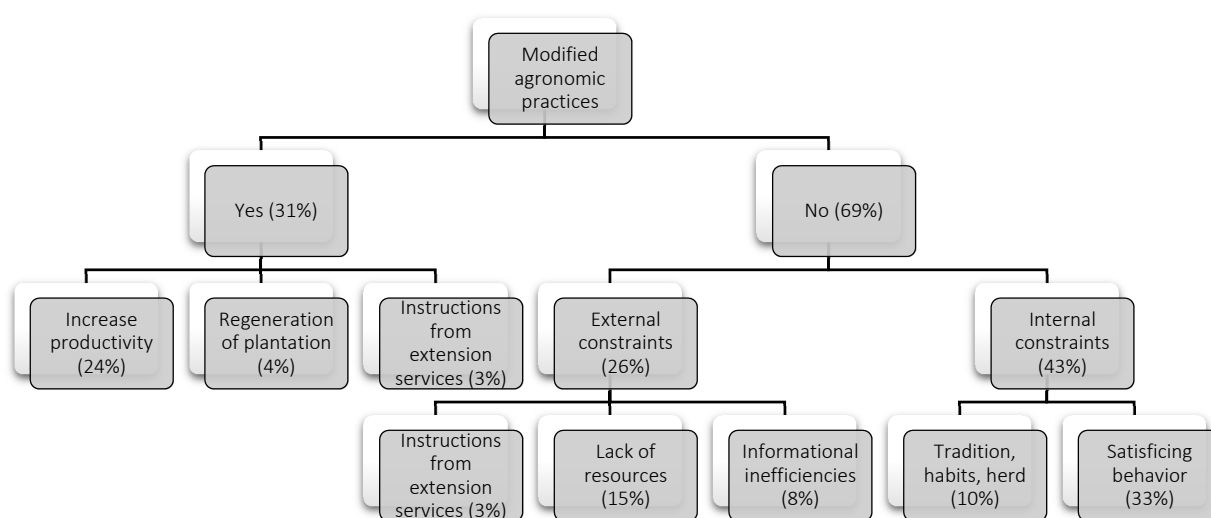 Modified
agronomic
practices
Yes (31%)
No (69%)
Increase
productivity
(24%)
Regeneration
of plantation
(4%)
Instructions
from
extension
services (3%)
External
constraints
(26%)
Internal
constraints
(43%)
Instructions
from
extension
services (3%)
Lack of
resources
(15%)
Informational
inefficiencies
(8%)
Tradition,
habits, herd
(10%)
Satisficing
behavior
(33%)